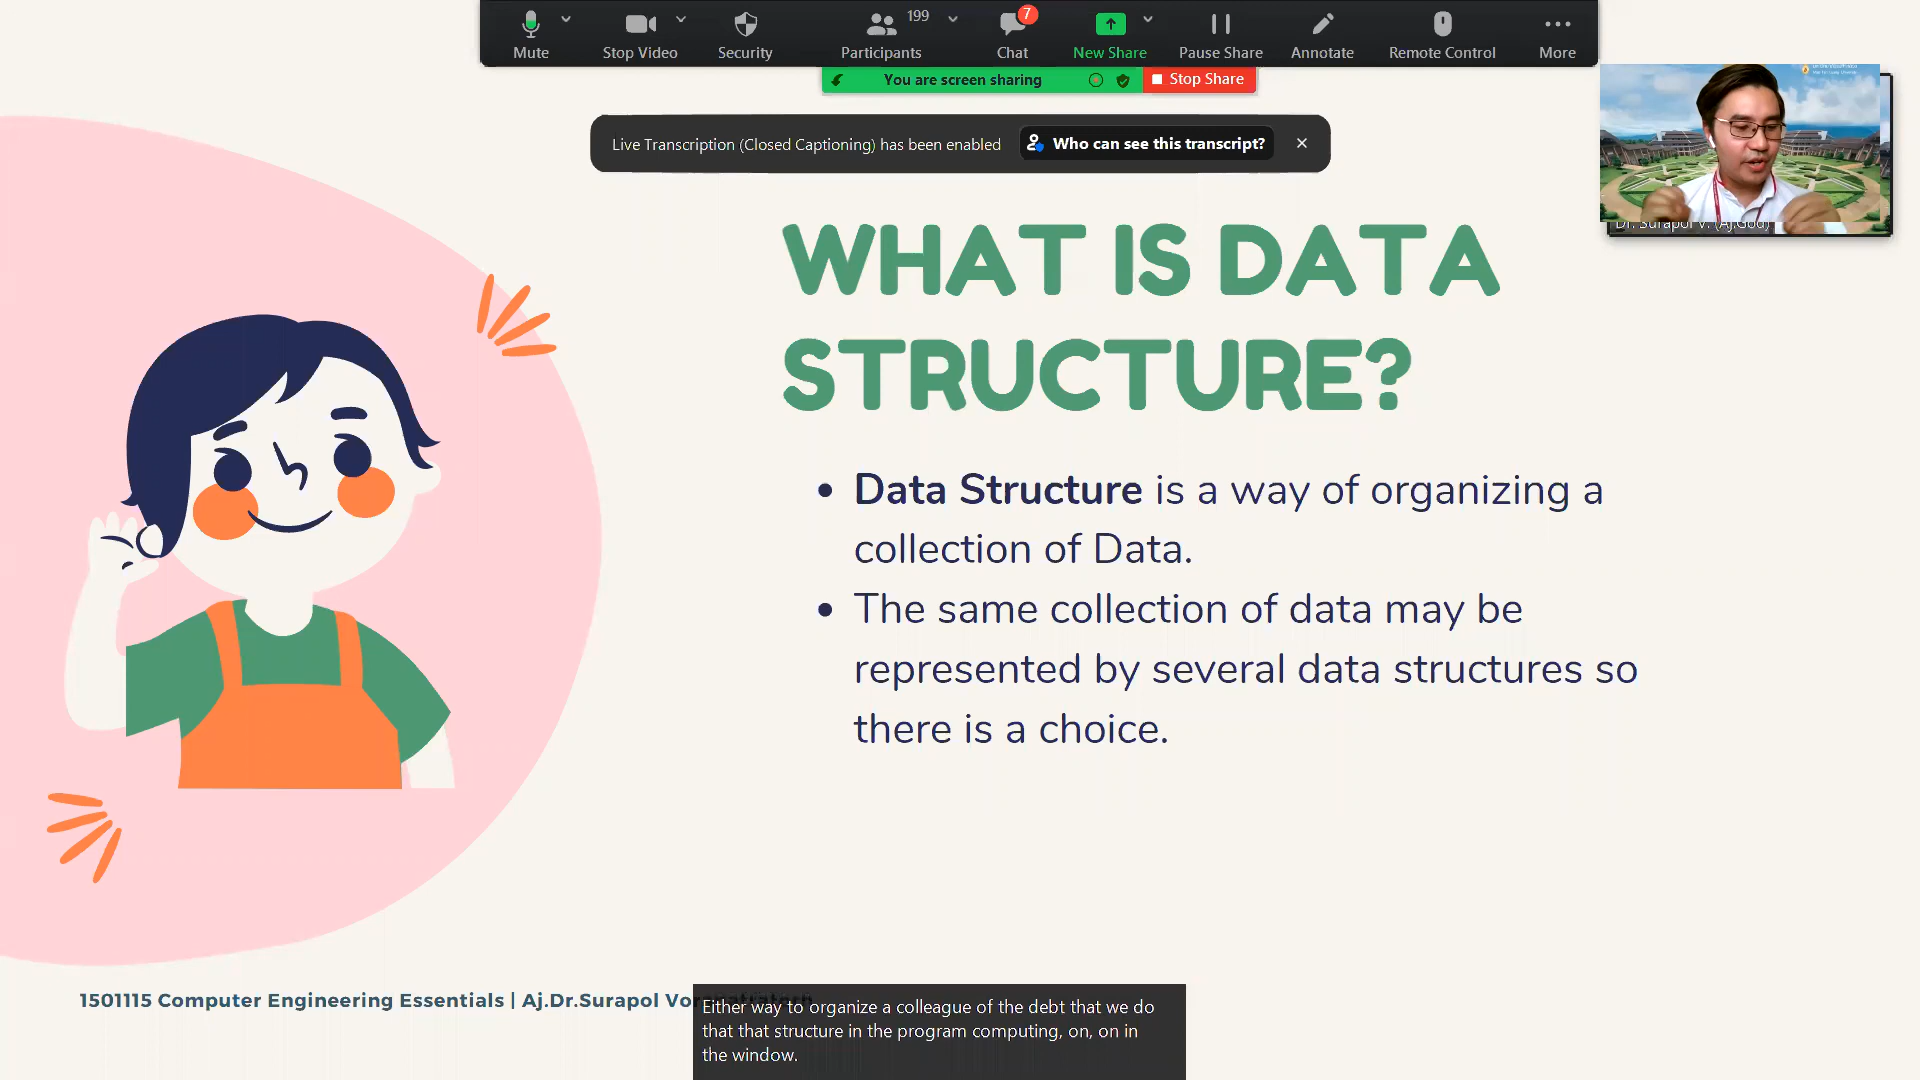 199
7
Mute
Stop Video
Security
Participants
Chat
New Share
Pause Share
Annotate
Remote Control
More
You are screen sharing
Stop Share
Live Transcription (Closed Captioning) has been enabled
Who can see this transcript?
Dr. Surapol V. (Aj.God)
WHAT IS DATA
STRUCTURE?
• Data Structure is a way of organizing a
collection of Data.
• The same collection of data may be
represented by several data structures so
there is a choice.
1501115 Computer Engineering Essentials | Aj.Dr.Surapol
Either way to organize a colleague of the debt that we do
that that structure in the program computing, on, on in
the window.